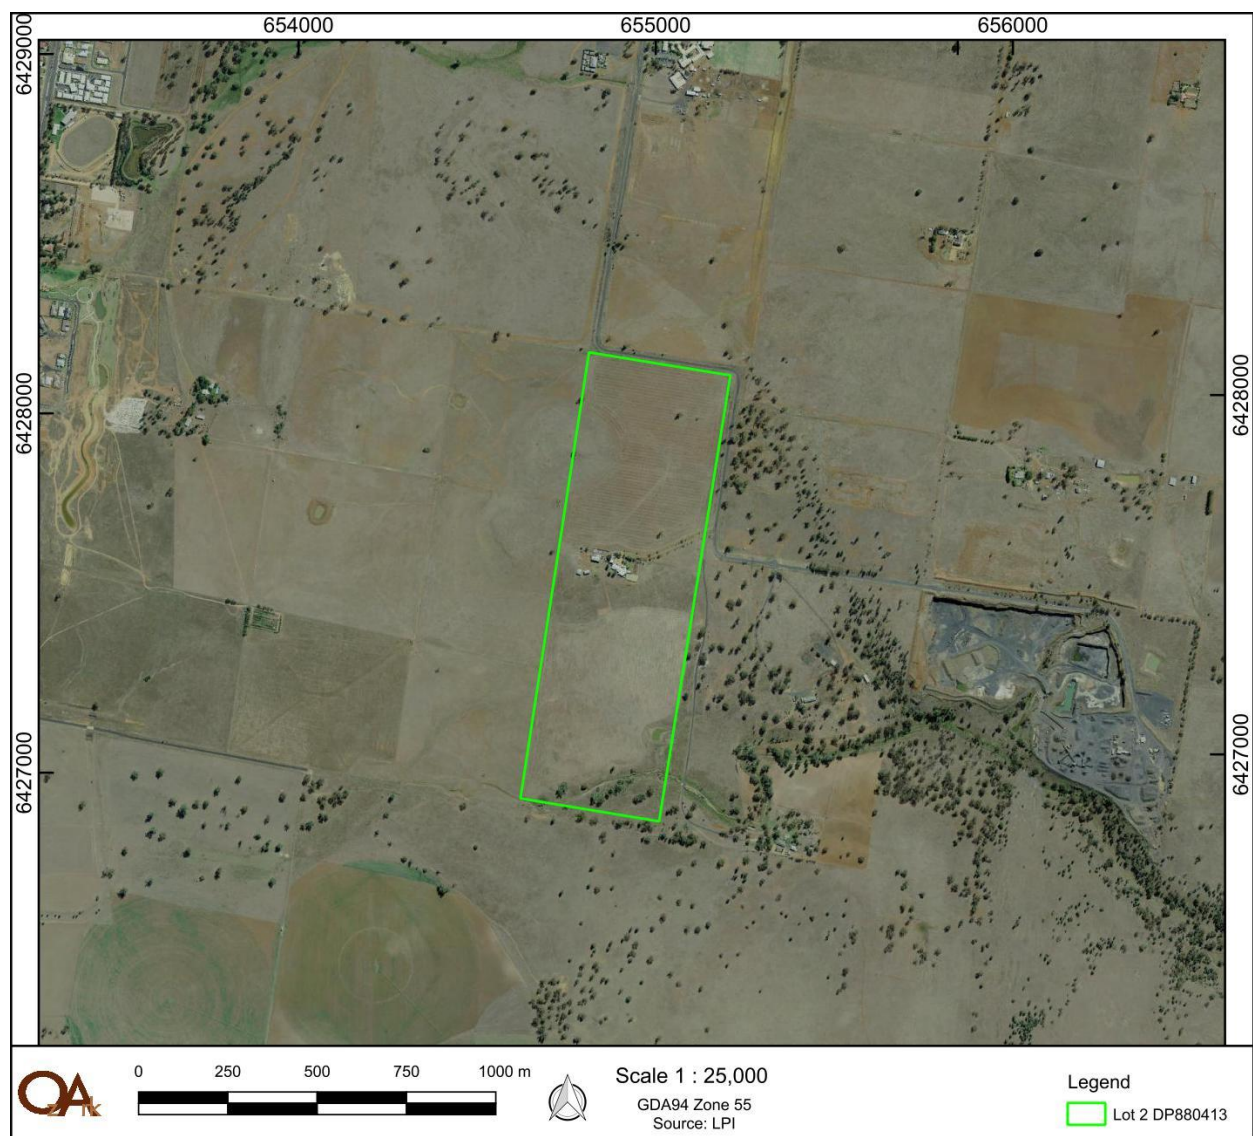 654000 655000 656000
6429000
6428000 6428000
6427000 6427000
0 250 500 750 1000 m
Scale 1 : 25,000
GDA94 Zone 55
Source: LPI
Legend
Lot 2 DP880413
OzArk